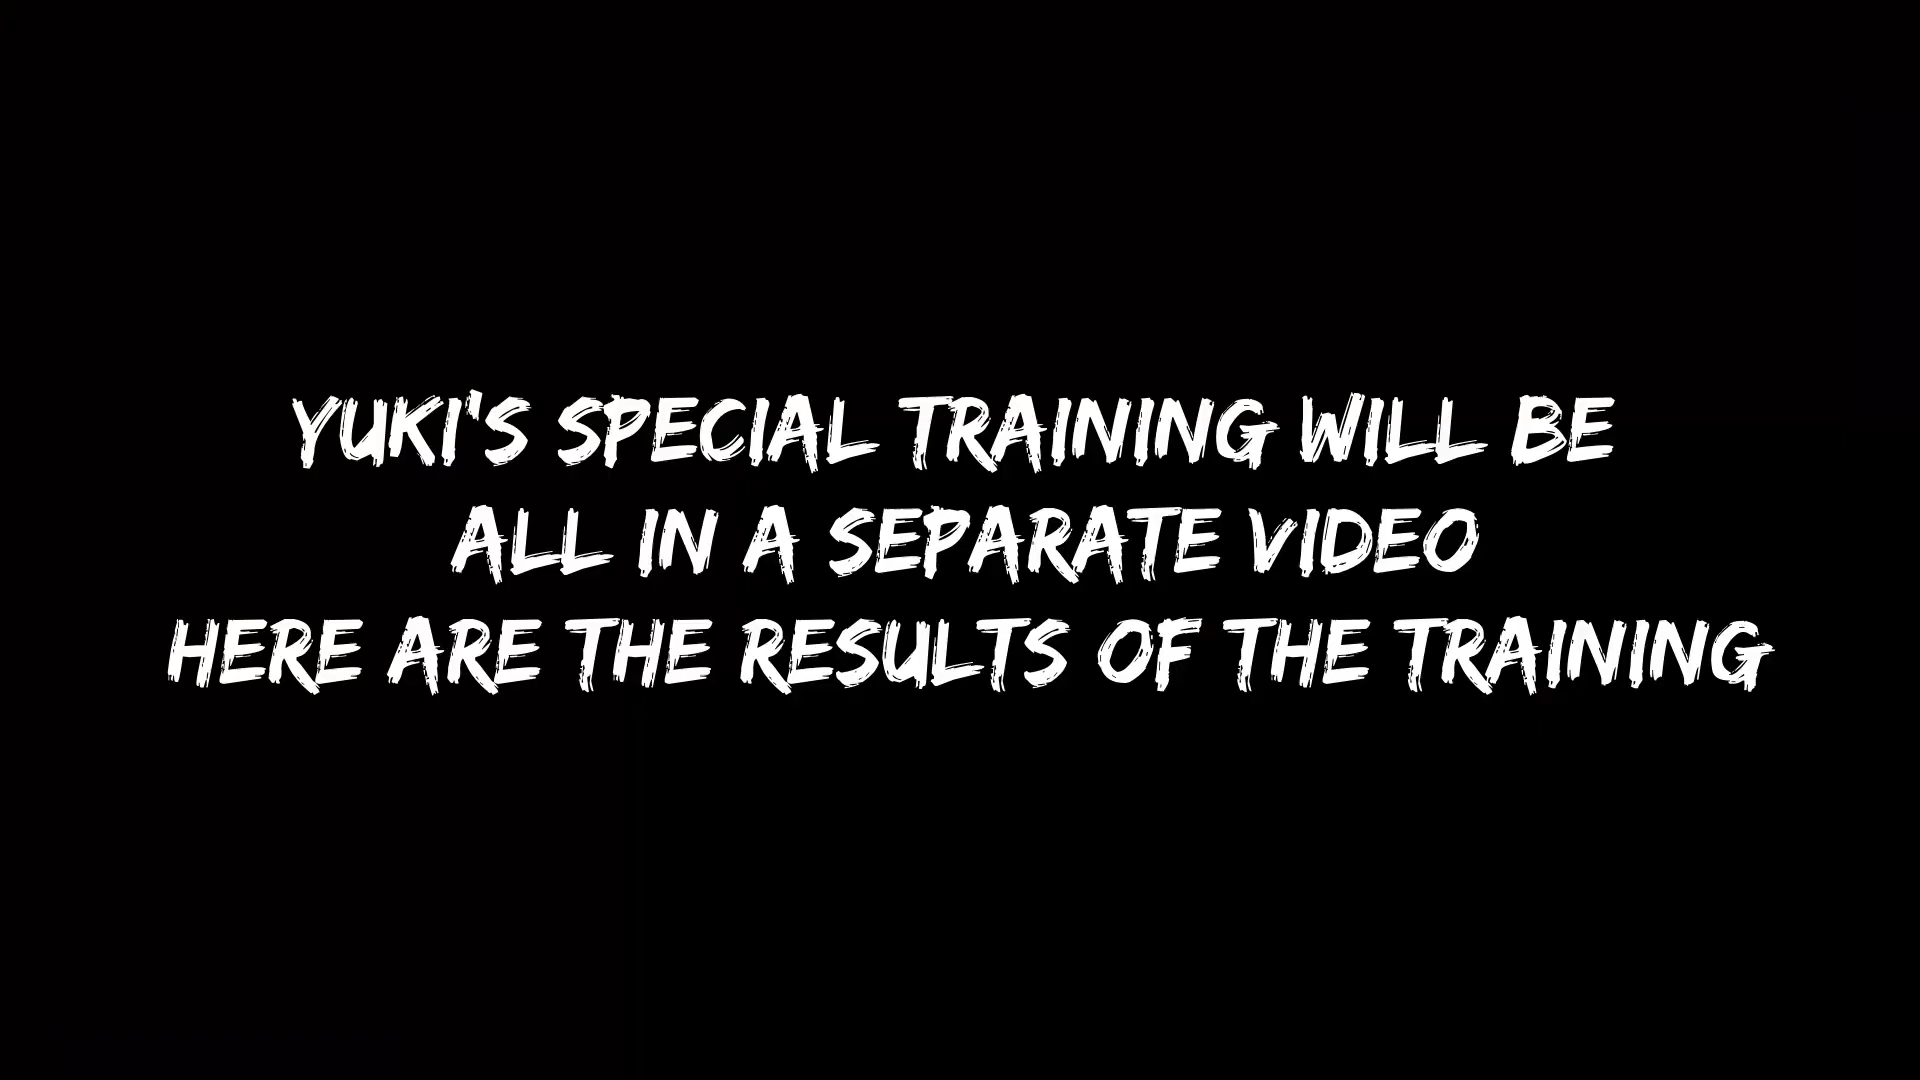 YUKI'S SPECIAL TRAINING WILL BE
ALL IN A SEPARATE VIDEO
HERE ARE THE RESULTS OF THE TRAINING